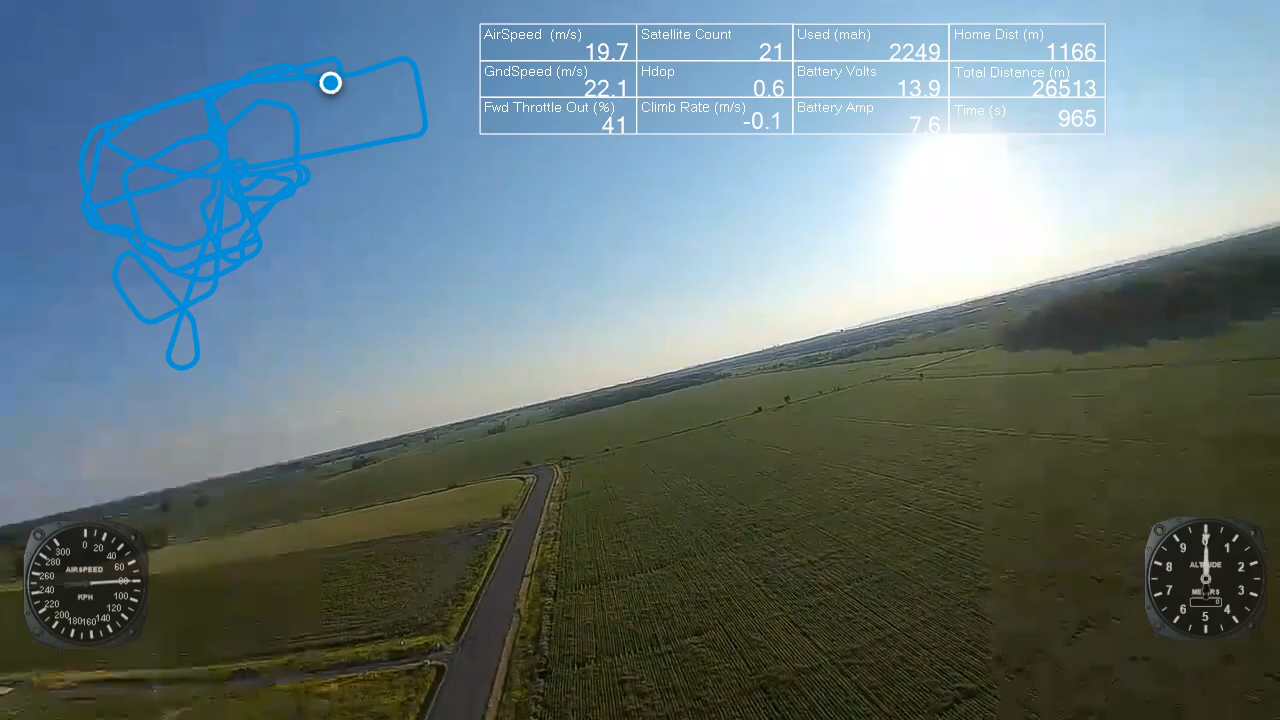 AirSpeed (m/s) 19.7 Satellite Count 21 Used (mah) 2249 Home Dist (m) 1166
GndSpeed (m/s) 22.1 Hdop 0.6 Battery Volts 13.9 Total Distance (m) 26513
Fwd Throttle Out (%) 41 Climb Rate (m/s) -0.1 Battery Amp 7.6 Time (s) 965
0 20 40 60 80 100 120 140 160 180 200 220 240 260 280 300
AIRSPEED
KPH
1 2 3 4 5 6 7 8 9